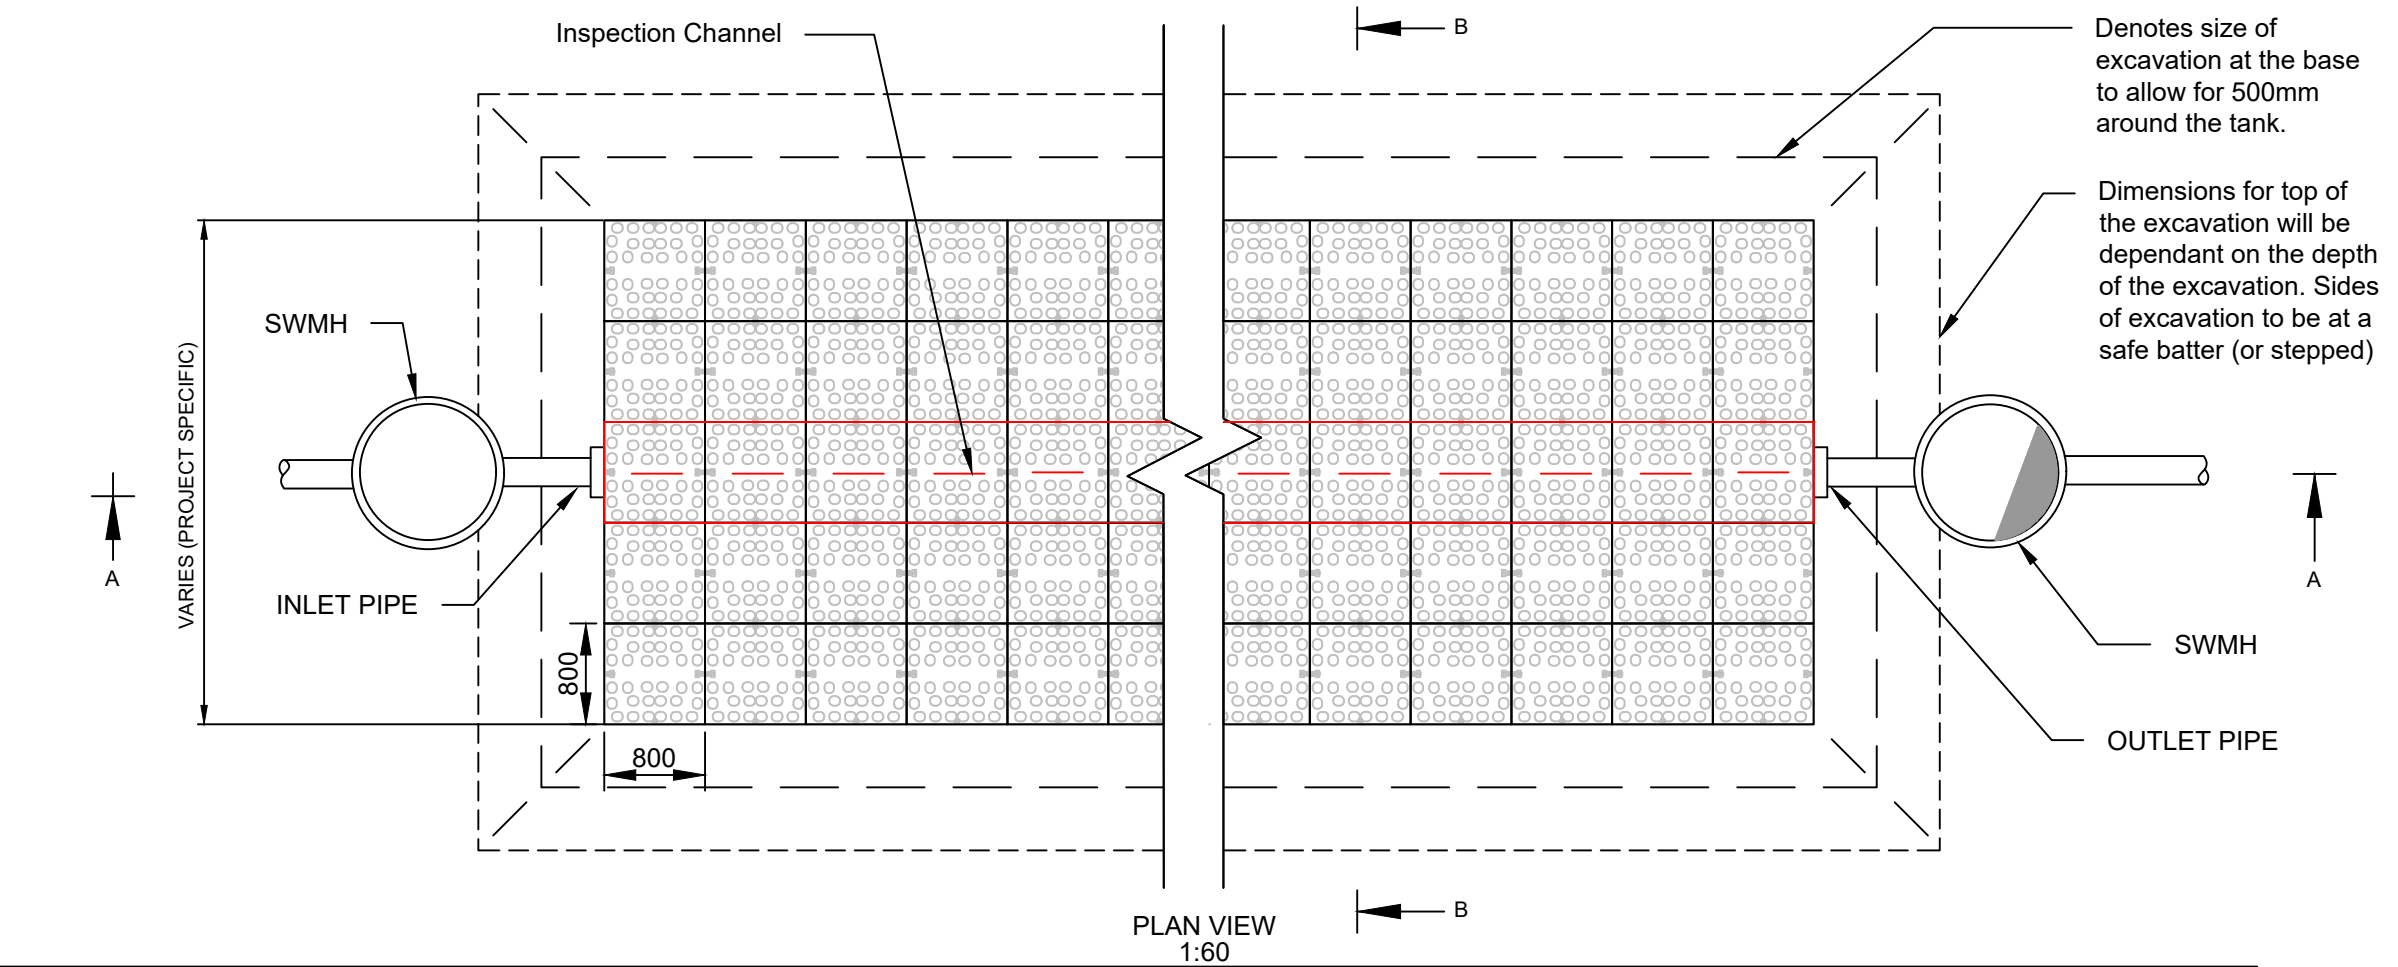 Inspection Channel
B
Denotes size of
excavation at the base
to allow for 500mm
around the tank.
Dimensions for top of
the excavation will be
dependant on the depth
of the excavation. Sides
of excavation to be at a
safe batter (or stepped)
SWMH
VARIES (PROJECT SPECIFIC)
A
INLET PIPE
800
800
A
SWMH
OUTLET PIPE
B
PLAN VIEW
1:60